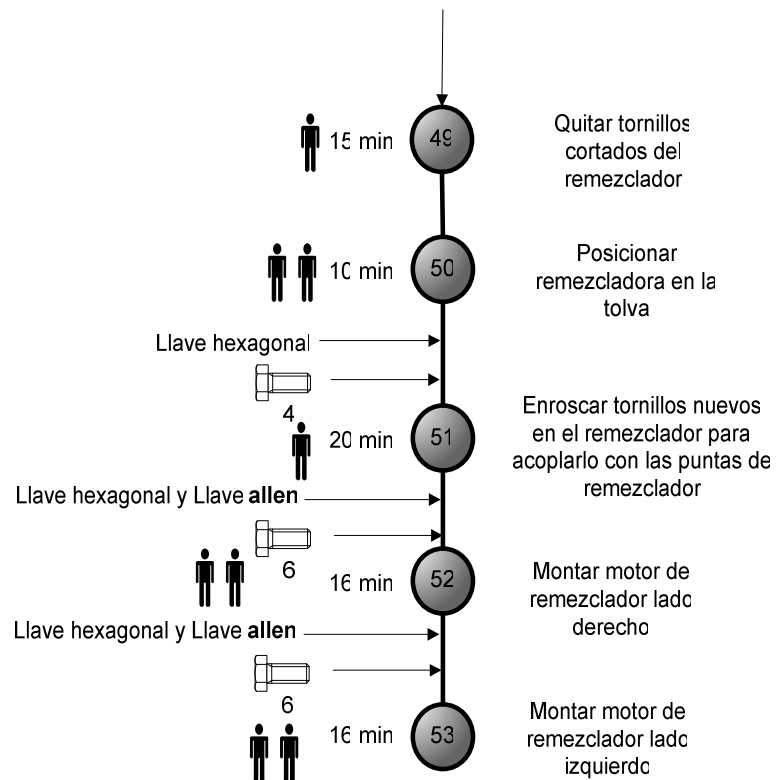 15 min
49
Quitar tornillos
cortados del
remezclador
10 min
50
Posicionar
remezcladora en la
tolva
Llave hexagonal
4
20 min
51
Enroscar tornillos nuevos
en el remezclador para
acoplarlo con las puntas de
remezclador
Llave hexagonal y Llave allen
6
16 min
52
Montar motor de
remezclador lado
derecho
Llave hexagonal y Llave allen
6
16 min
53
Montar motor de
remezclador lado
izquierdo